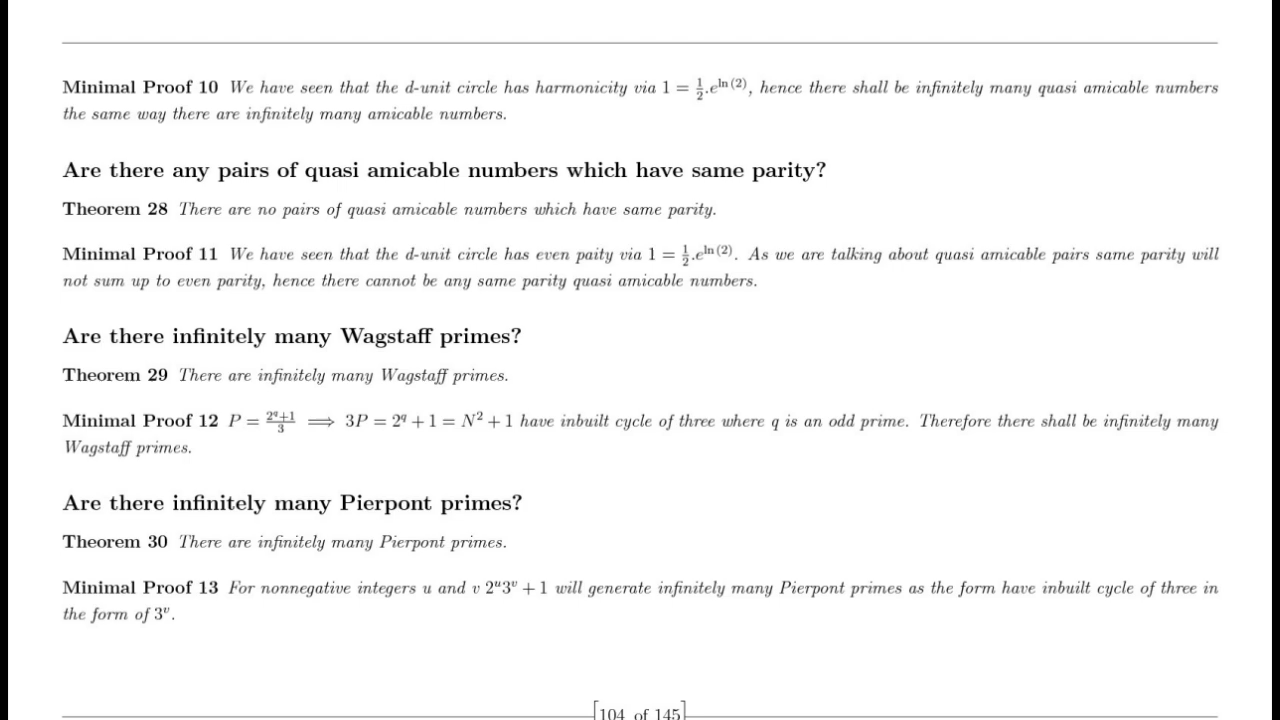 Minimal Proof 10 We have seen that the d-unit circle has harmonicity via 1 = 1/2.e^ln(2), hence there shall be infinitely many quasi amicable numbers
the same way there are infinitely many amicable numbers.
Are there any pairs of quasi amicable numbers which have same parity?
Theorem 28 There are no pairs of quasi amicable numbers which have same parity.
Minimal Proof 11 We have seen that the d-unit circle has even paity via 1 = 1/2.e^ln(2). As we are talking about quasi amicable pairs same parity will
not sum up to even parity, hence there cannot be any same parity quasi amicable numbers.
Are there infinitely many Wagstaff primes?
Theorem 29 There are infinitely many Wagstaff primes.
Minimal Proof 12 P = (2^q+1)/3 ⟹ 3P = 2^q + 1 = N^2 + 1 have inbuilt cycle of three where q is an odd prime. Therefore there shall be infinitely many
Wagstaff primes.
Are there infinitely many Pierpont primes?
Theorem 30 There are infinitely many Pierpont primes.
Minimal Proof 13 For nonnegative integers u and v 2^u3^v + 1 will generate infinitely many Pierpont primes as the form have inbuilt cycle of three in
the form of 3^v.
[104 of 145]